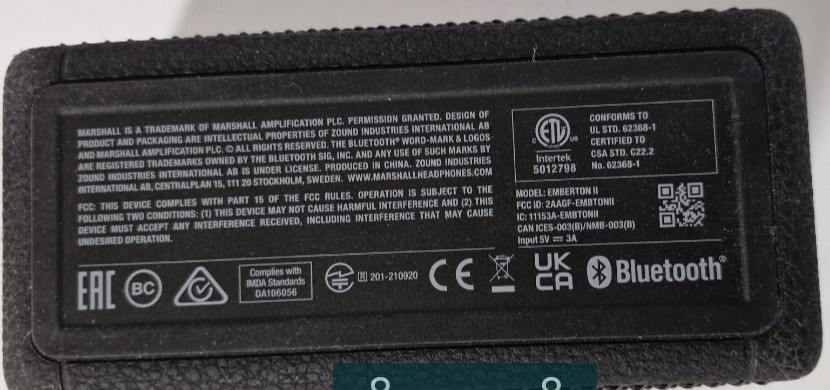 MARSHALL IS A TRADEMARK OF MARSHALL AMPLIFICATION PLC. PERMISSION GRANTED. DESIGN OF
PRODUCT AND PACKAGING ARE INTELLECTUAL PROPERTIES OF ZOUND INDUSTRIES INTERNATIONAL AB
AND MARSHALL AMPLIFICATION PLC. © ALL RIGHTS RESERVED. THE BLUETOOTH® WORD-MARK & LOGOS
ARE REGISTERED TRADEMARKS OWNED BY THE BLUETOOTH SIG, INC. AND ANY USE OF SUCH MARKS BY
ZOUND INDUSTRIES INTERNATIONAL AB IS UNDER LICENSE. PRODUCED IN CHINA. ZOUND INDUSTRIES
INTERNATIONAL AB, CENTRALPLAN 15, 111 20 STOCKHOLM, SWEDEN. WWW.MARSHALLHEADPHONES.COM
FCC: THIS DEVICE COMPLIES WITH PART 15 OF THE FCC RULES. OPERATION IS SUBJECT TO THE
FOLLOWING TWO CONDITIONS: (1) THIS DEVICE MAY NOT CAUSE HARMFUL INTERFERENCE AND (2) THIS
DEVICE MUST ACCEPT ANY INTERFERENCE RECEIVED, INCLUDING INTERFERENCE THAT MAY CAUSE
UNDESIRED OPERATION.
C ETL US
Intertek
5012798
CONFORMS TO
UL STD. 62368-1
CERTIFIED TO
CSA STD. C22.2
No. 62368-1
MODEL: EMBERTON II
FCC ID: 2AAGF-EMBTONII
IC: 11153A-EMBTONII
CAN ICES-003(B)/NMB-003(B)
Input 5V ⎓ 3A
EAC
BC
Complies with
IMDA Standards
DA106056
R 201-210920
CE
UK
CA
Bluetooth®